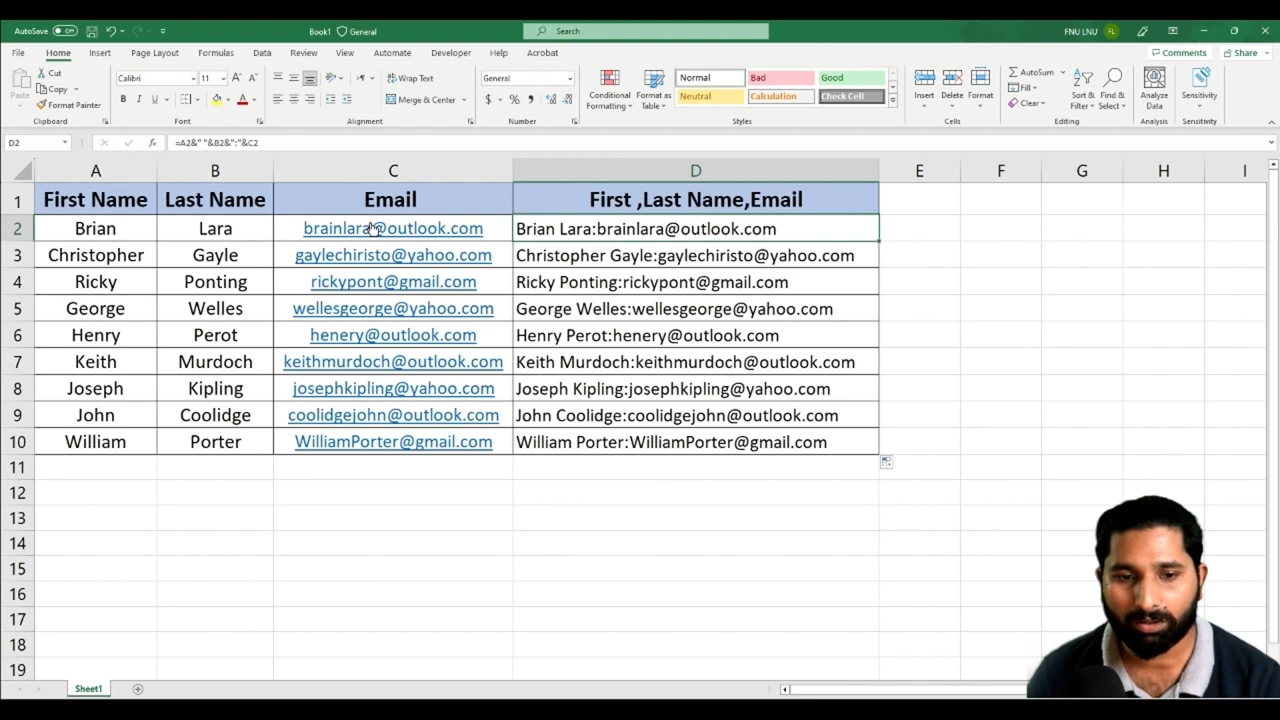 AutoSave Off Book1 General Search FNU LNU FL
File Home Insert Page Layout Formulas Data Review View Automate Developer Help Acrobat Comments Share
Paste Cut Copy Format Painter Calibri 11 B I U A Wrap Text Merge & Center General $ % Conditional Formatting Format as Table Normal Bad Good Neutral Calculation Check Cell Insert Delete Format AutoSum Fill Clear Sort & Filter Find & Select Analyze Data Sensitivity
Clipboard Font Alignment Number Styles Cells Editing Analysis Sensitivity
D2 fx =A2&" "&B2&":"&C2
A B C D E F G H I
1 First Name Last Name Email First ,Last Name,Email
2 Brian Lara brainlara@outlook.com Brian Lara:brainlara@outlook.com
3 Christopher Gayle gaylechiristo@yahoo.com Christopher Gayle:gaylechiristo@yahoo.com
4 Ricky Ponting rickypont@gmail.com Ricky Ponting:rickypont@gmail.com
5 George Welles wellesgeorge@yahoo.com George Welles:wellesgeorge@yahoo.com
6 Henry Perot henery@outlook.com Henry Perot:henery@outlook.com
7 Keith Murdoch keithmurdoch@outlook.com Keith Murdoch:keithmurdoch@outlook.com
8 Joseph Kipling josephkipling@yahoo.com Joseph Kipling:josephkipling@yahoo.com
9 John Coolidge coolidgejohn@outlook.com John Coolidge:coolidgejohn@outlook.com
10 William Porter WilliamPorter@gmail.com William Porter:WilliamPorter@gmail.com
11
12
13
14
15
16
17
18
19
Sheet1